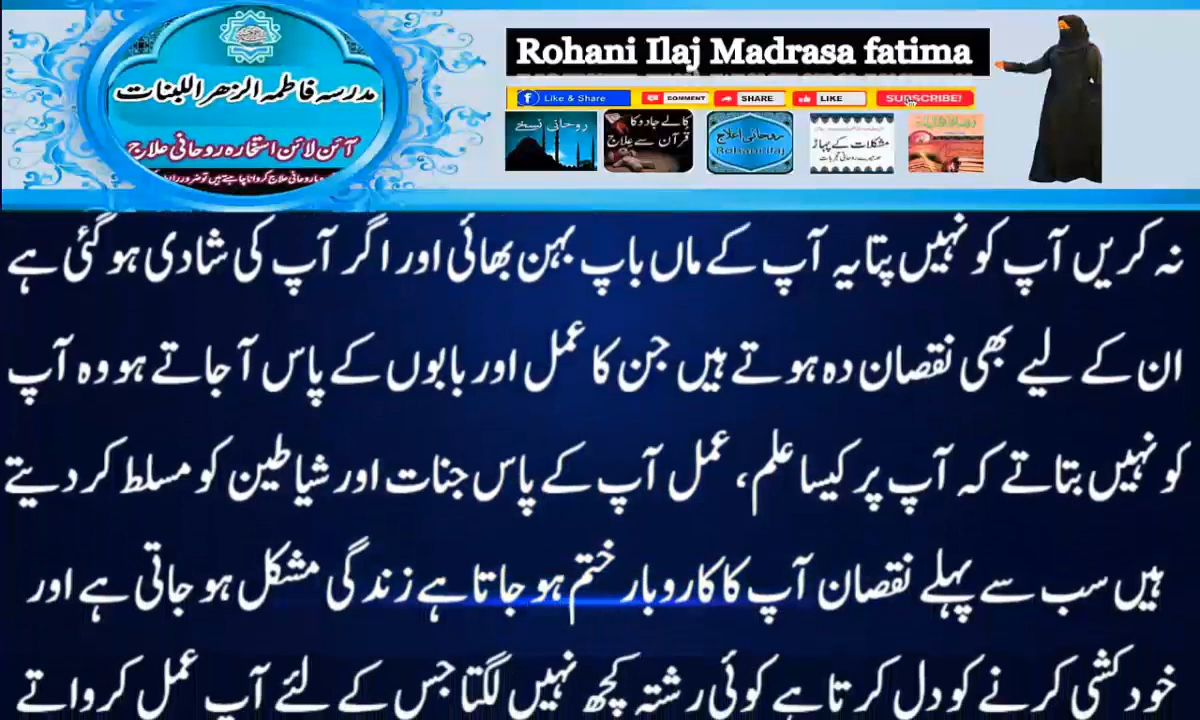 مدرسہ فاطمہ الزھراللبنات
آئن لائن استخارہ روحانی علاج
Rohani Ilaj Madrasa fatima
Like & Share
COMMENT
SHARE
LIKE
SUBSCRIBE!
روحانی نسخے
کالے جادو کا
قرآن سے علاج
روحانی اعلاج
Rohani Ilaj
مشکلات کے پہاڑ
نہ کریں آپ کو نہیں پتا یہ آپ کے ماں باپ بہن بھائی اور اگر آپ کی شادی ہو گئی ہے
ان کے لیے بھی نقصان دہ ہوتے ہیں جن کا عمل اور بابوں کے پاس آ جاتے ہو وہ آپ
کو نہیں بتاتے کہ آپ پر کیسا علم، عمل آپ کے پاس جنات اور شیاطین کو مسلط کر دیتے
ہیں سب سے پہلے نقصان آپ کا کاروبار ختم ہو جاتا ہے زندگی مشکل ہو جاتی ہے اور
خودکشی کرنے کو دل کرتا ہے کوئی رشتہ کچھ نہیں لگتا جس کے لئے آپ عمل کرواتے